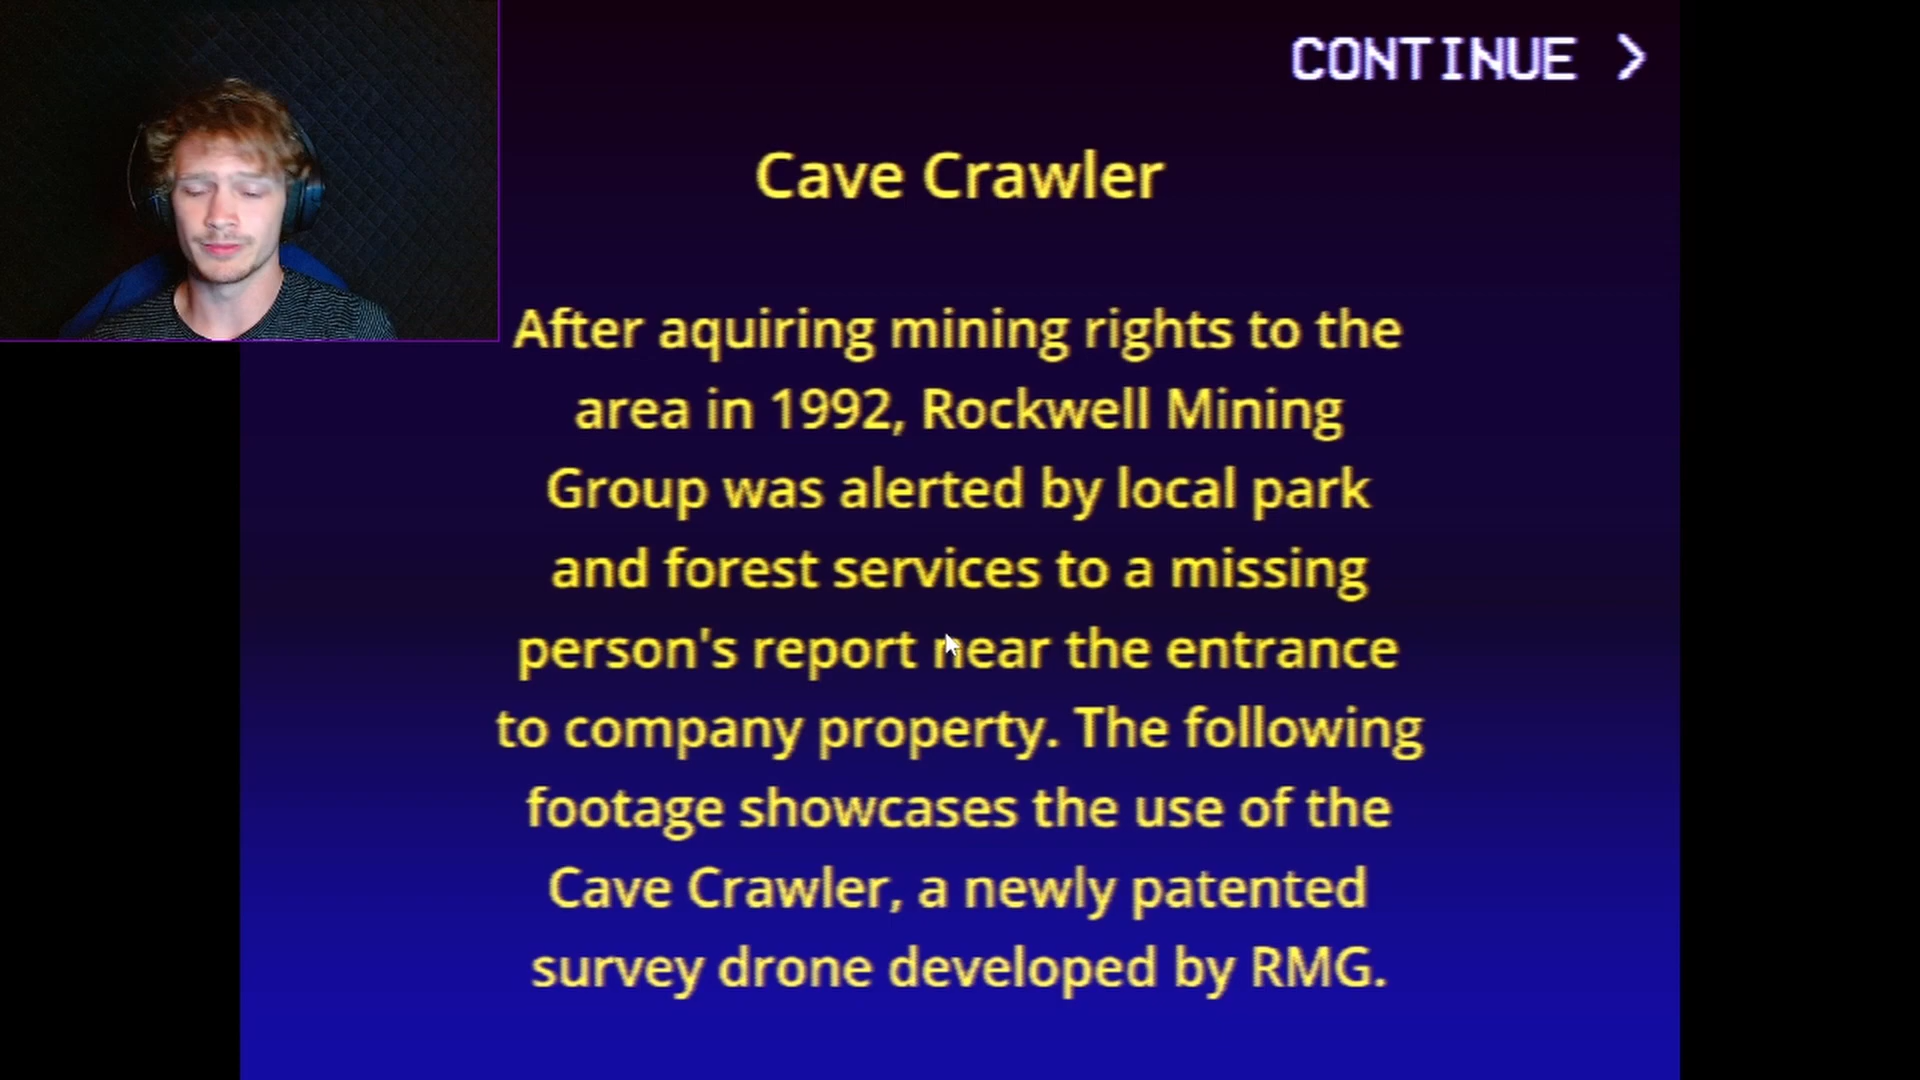 CONTINUE >
Cave Crawler
After aquiring mining rights to the
area in 1992, Rockwell Mining
Group was alerted by local park
and forest services to a missing
person's report near the entrance
to company property. The following
footage showcases the use of the
Cave Crawler, a newly patented
survey drone developed by RMG.